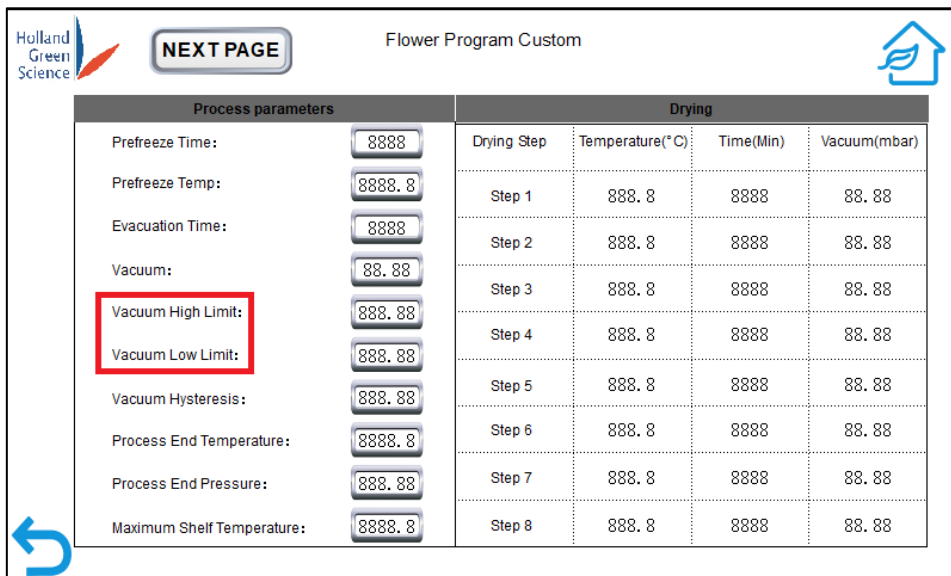 Holland
Green
Science
NEXT PAGE
Flower Program Custom
Process parameters
Prefreeze Time: 8888
Prefreeze Temp: 8888.8
Evacuation Time: 8888
Vacuum: 88.88
Vacuum High Limit: 888.88
Vacuum Low Limit: 888.88
Vacuum Hysteresis: 888.88
Process End Temperature: 8888.8
Process End Pressure: 888.88
Maximum Shelf Temperature: 8888.8
Drying
Drying Step Temperature(°C) Time(Min) Vacuum(mbar)
Step 1 888.8 8888 88.88
Step 2 888.8 8888 88.88
Step 3 888.8 8888 88.88
Step 4 888.8 8888 88.88
Step 5 888.8 8888 88.88
Step 6 888.8 8888 88.88
Step 7 888.8 8888 88.88
Step 8 888.8 8888 88.88